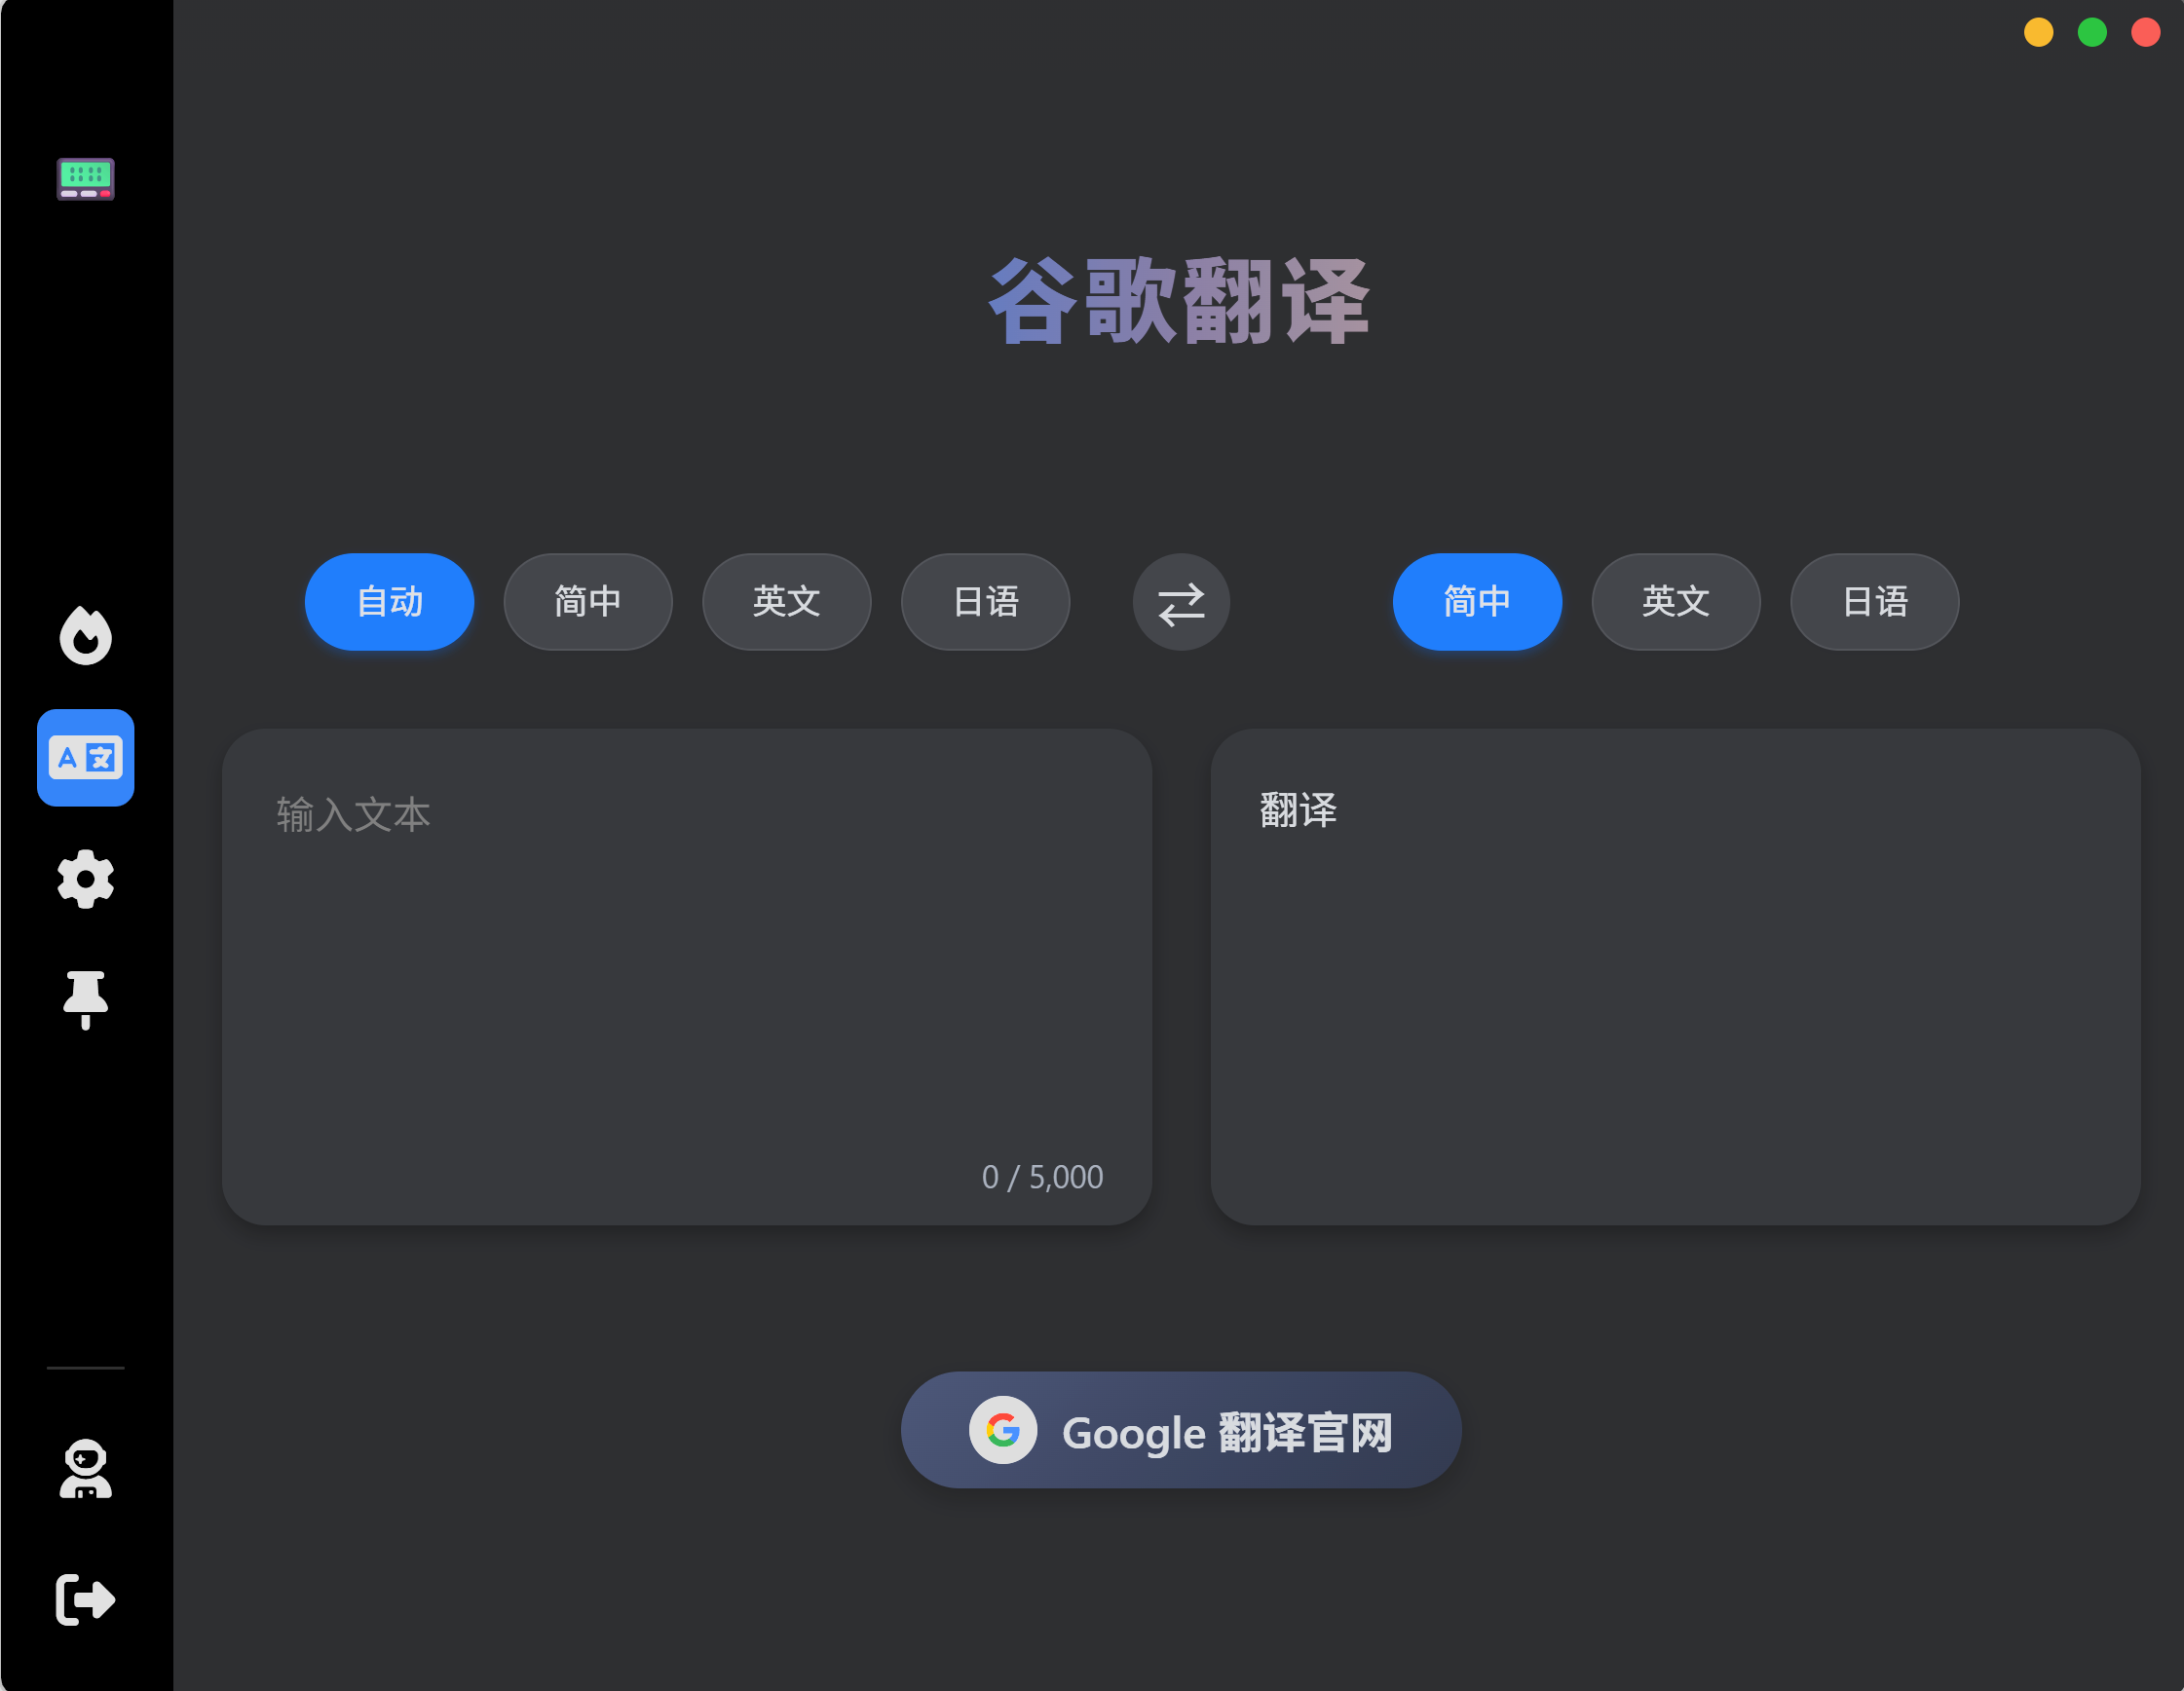 谷歌翻译
自动 简中 英文 日语 简中 英文 日语
A 文
输入文本
翻译
0 / 5,000
G Google 翻译官网